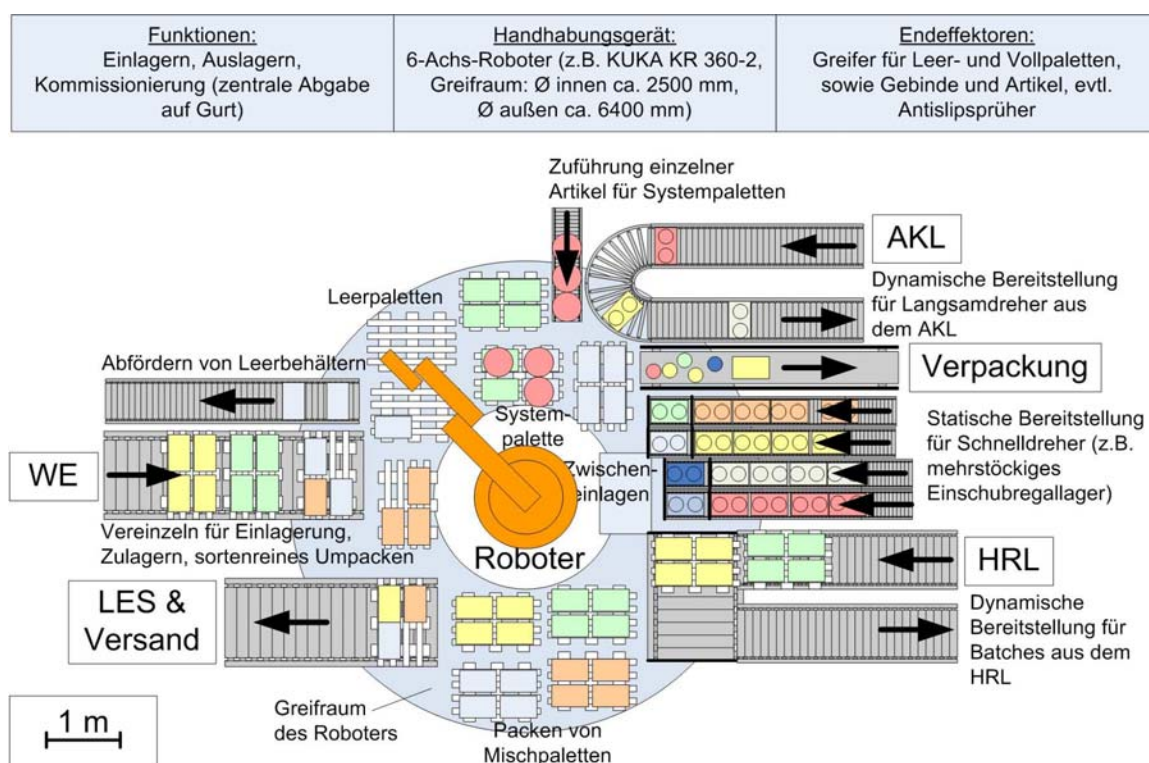 Funktionen:
Einlagern, Auslagern,
Kommissionierung (zentrale Abgabe
auf Gurt)
Handhabungsgerät:
6-Achs-Roboter (z.B. KUKA KR 360-2,
Greifraum: Ø innen ca. 2500 mm,
Ø außen ca. 6400 mm)
Endeffektoren:
Greifer für Leer- und Vollpaletten,
sowie Gebinde und Artikel, evtl.
Antislipsprüher
Zuführung einzelner
Artikel für Systempaletten
AKL
Dynamische Bereitstellung
für Langsamdreher aus
dem AKL
Leerpaletten
Abfördern von Leerbehältern
Verpackung
System-
palette
Statische Bereitstellung
für Schnelldreher (z.B.
mehrstöckiges
Einschubregallager)
Zwischen-
einlagen
WE
Vereinzeln für Einlagerung,
Zulagern, sortenreines Umpacken
Roboter
HRL
LES &
Versand
Dynamische
Bereitstellung für
Batches aus dem
HRL
Greifraum
des Roboters
Packen von
Mischpaletten
1 m